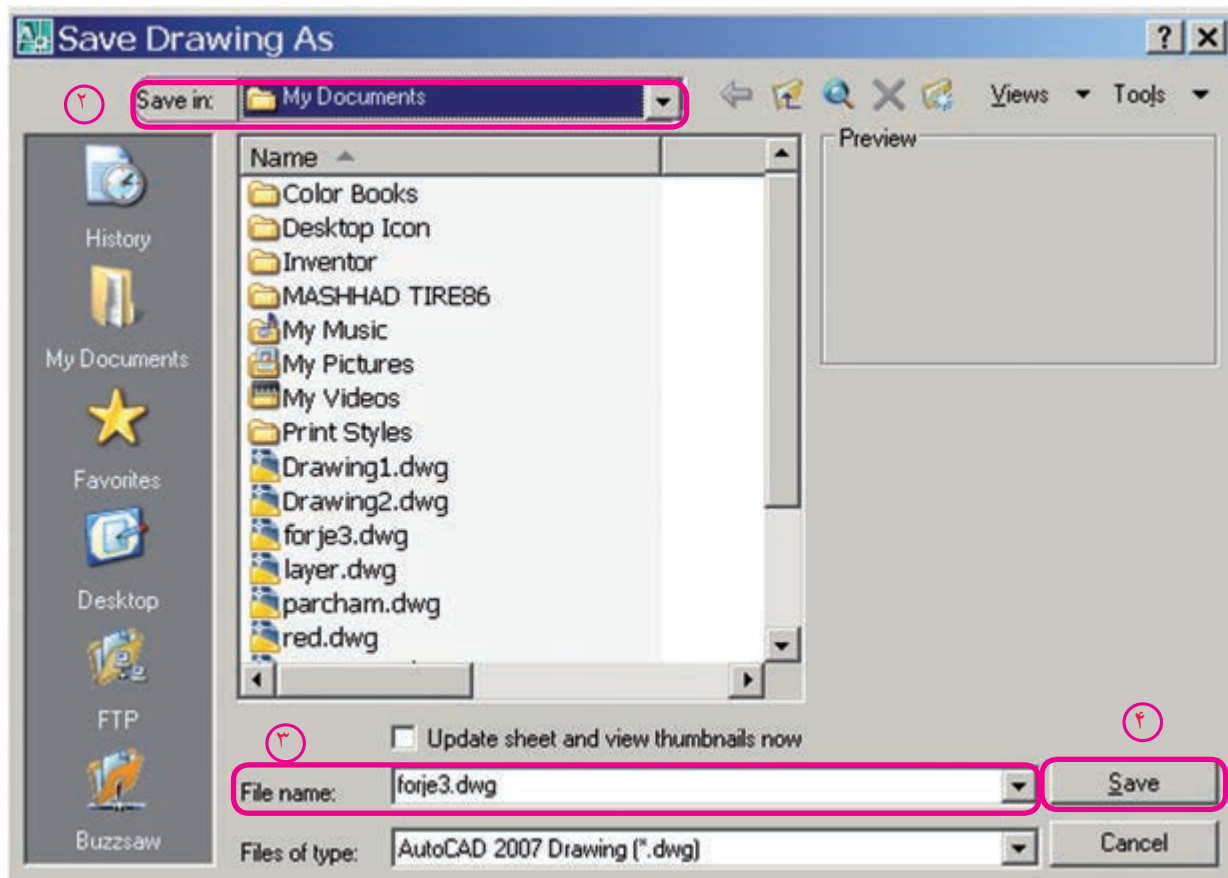 Save Drawing As
۲
Save in:
My Documents
Views
Tools
History
My Documents
Favorites
Desktop
FTP
Buzzsaw
Name
Color Books
Desktop Icon
Inventor
MASHHAD TIRE86
My Music
My Pictures
My Videos
Print Styles
Drawing1.dwg
Drawing2.dwg
forje3.dwg
layer.dwg
parcham.dwg
red.dwg
Preview
Update sheet and view thumbnails now
۳
File name:
forje3.dwg
۴
Save
Files of type:
AutoCAD 2007 Drawing (*.dwg)
Cancel